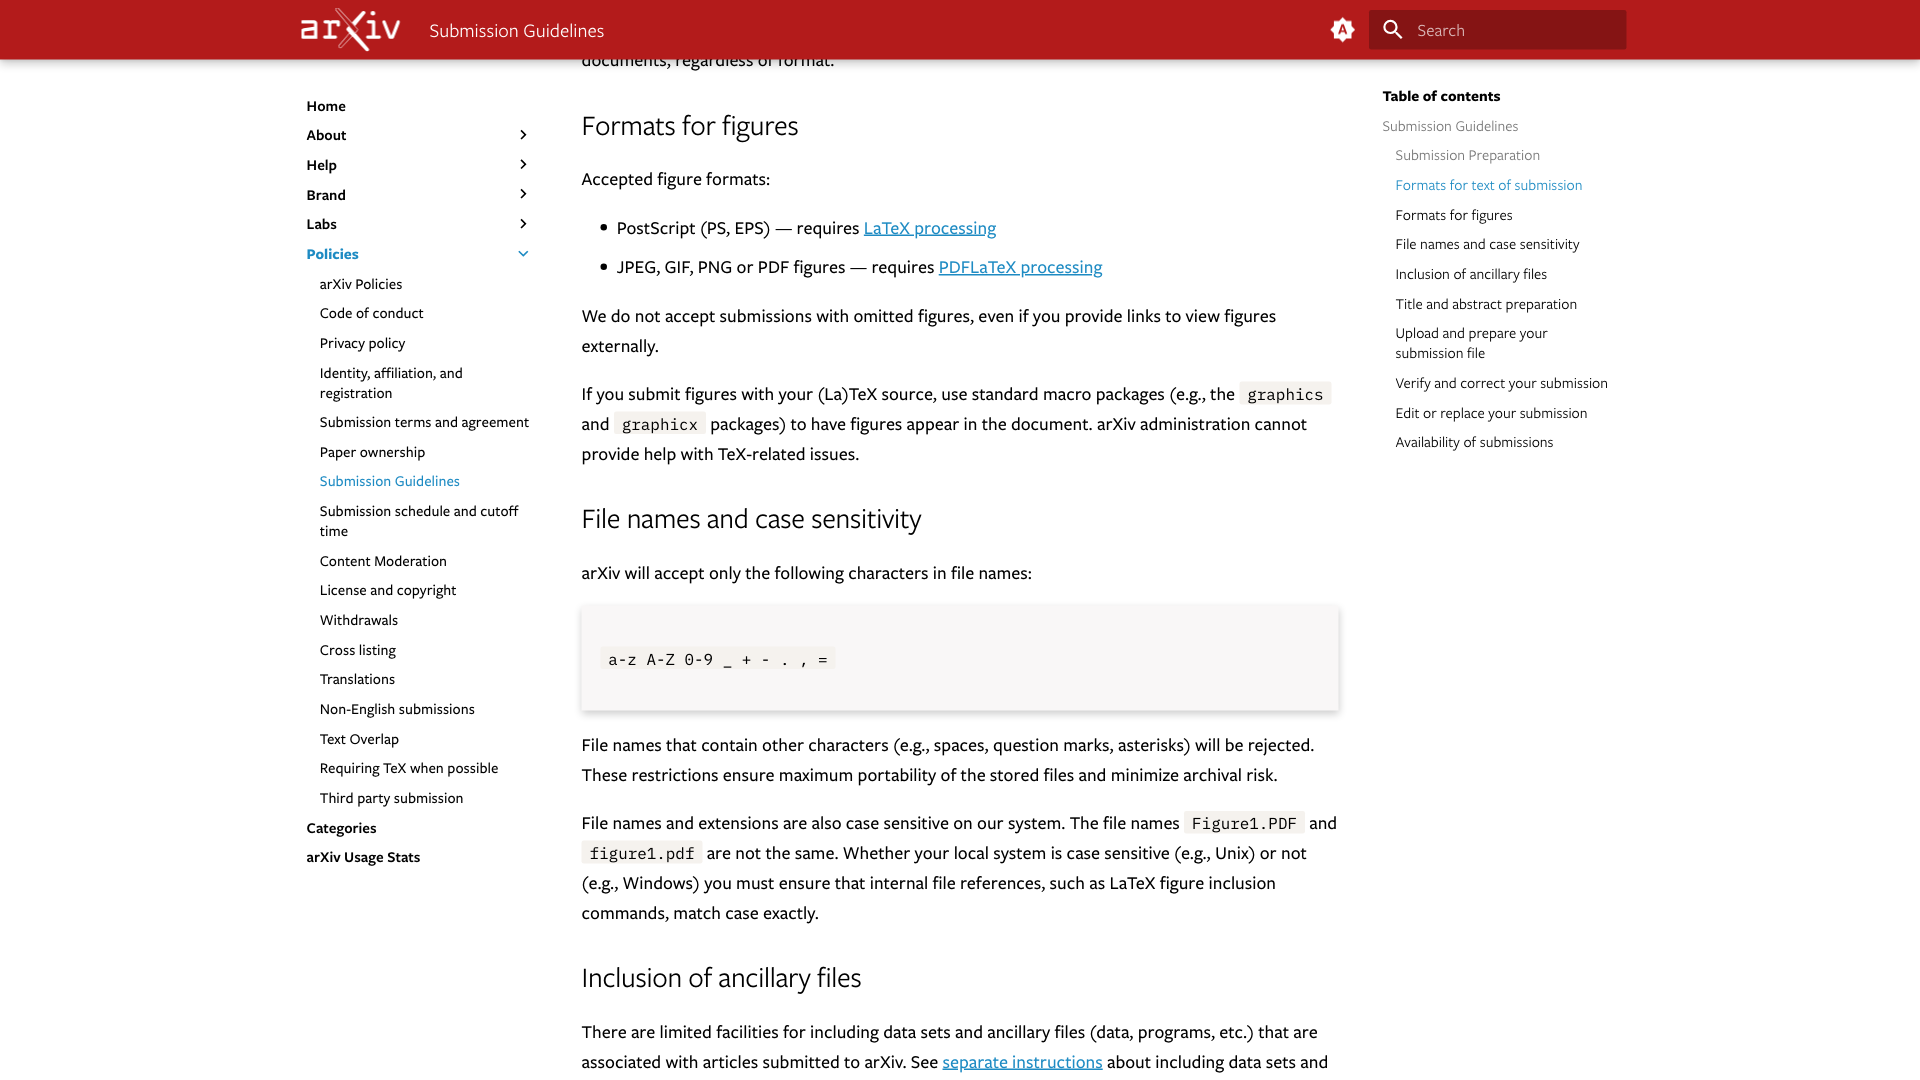 arXiv
Submission Guidelines
Search
documents, regardless of format.
Home
About
Help
Brand
Labs
Policies
arXiv Policies
Code of conduct
Privacy policy
Identity, affiliation, and
registration
Submission terms and agreement
Paper ownership
Submission Guidelines
Submission schedule and cutoff
time
Content Moderation
License and copyright
Withdrawals
Cross listing
Translations
Non-English submissions
Text Overlap
Requiring TeX when possible
Third party submission
Categories
arXiv Usage Stats
Formats for figures
Accepted figure formats:
• PostScript (PS, EPS) — requires LaTeX processing
• JPEG, GIF, PNG or PDF figures — requires PDFLaTeX processing
We do not accept submissions with omitted figures, even if you provide links to view figures
externally.
If you submit figures with your (La)TeX source, use standard macro packages (e.g., the graphics
and graphicx packages) to have figures appear in the document. arXiv administration cannot
provide help with TeX-related issues.
File names and case sensitivity
arXiv will accept only the following characters in file names:
a-z A-Z 0-9 _ + - . , =
File names that contain other characters (e.g., spaces, question marks, asterisks) will be rejected.
These restrictions ensure maximum portability of the stored files and minimize archival risk.
File names and extensions are also case sensitive on our system. The file names Figure1.PDF and
figure1.pdf are not the same. Whether your local system is case sensitive (e.g., Unix) or not
(e.g., Windows) you must ensure that internal file references, such as LaTeX figure inclusion
commands, match case exactly.
Inclusion of ancillary files
There are limited facilities for including data sets and ancillary files (data, programs, etc.) that are
associated with articles submitted to arXiv. See separate instructions about including data sets and
Table of contents
Submission Guidelines
Submission Preparation
Formats for text of submission
Formats for figures
File names and case sensitivity
Inclusion of ancillary files
Title and abstract preparation
Upload and prepare your
submission file
Verify and correct your submission
Edit or replace your submission
Availability of submissions